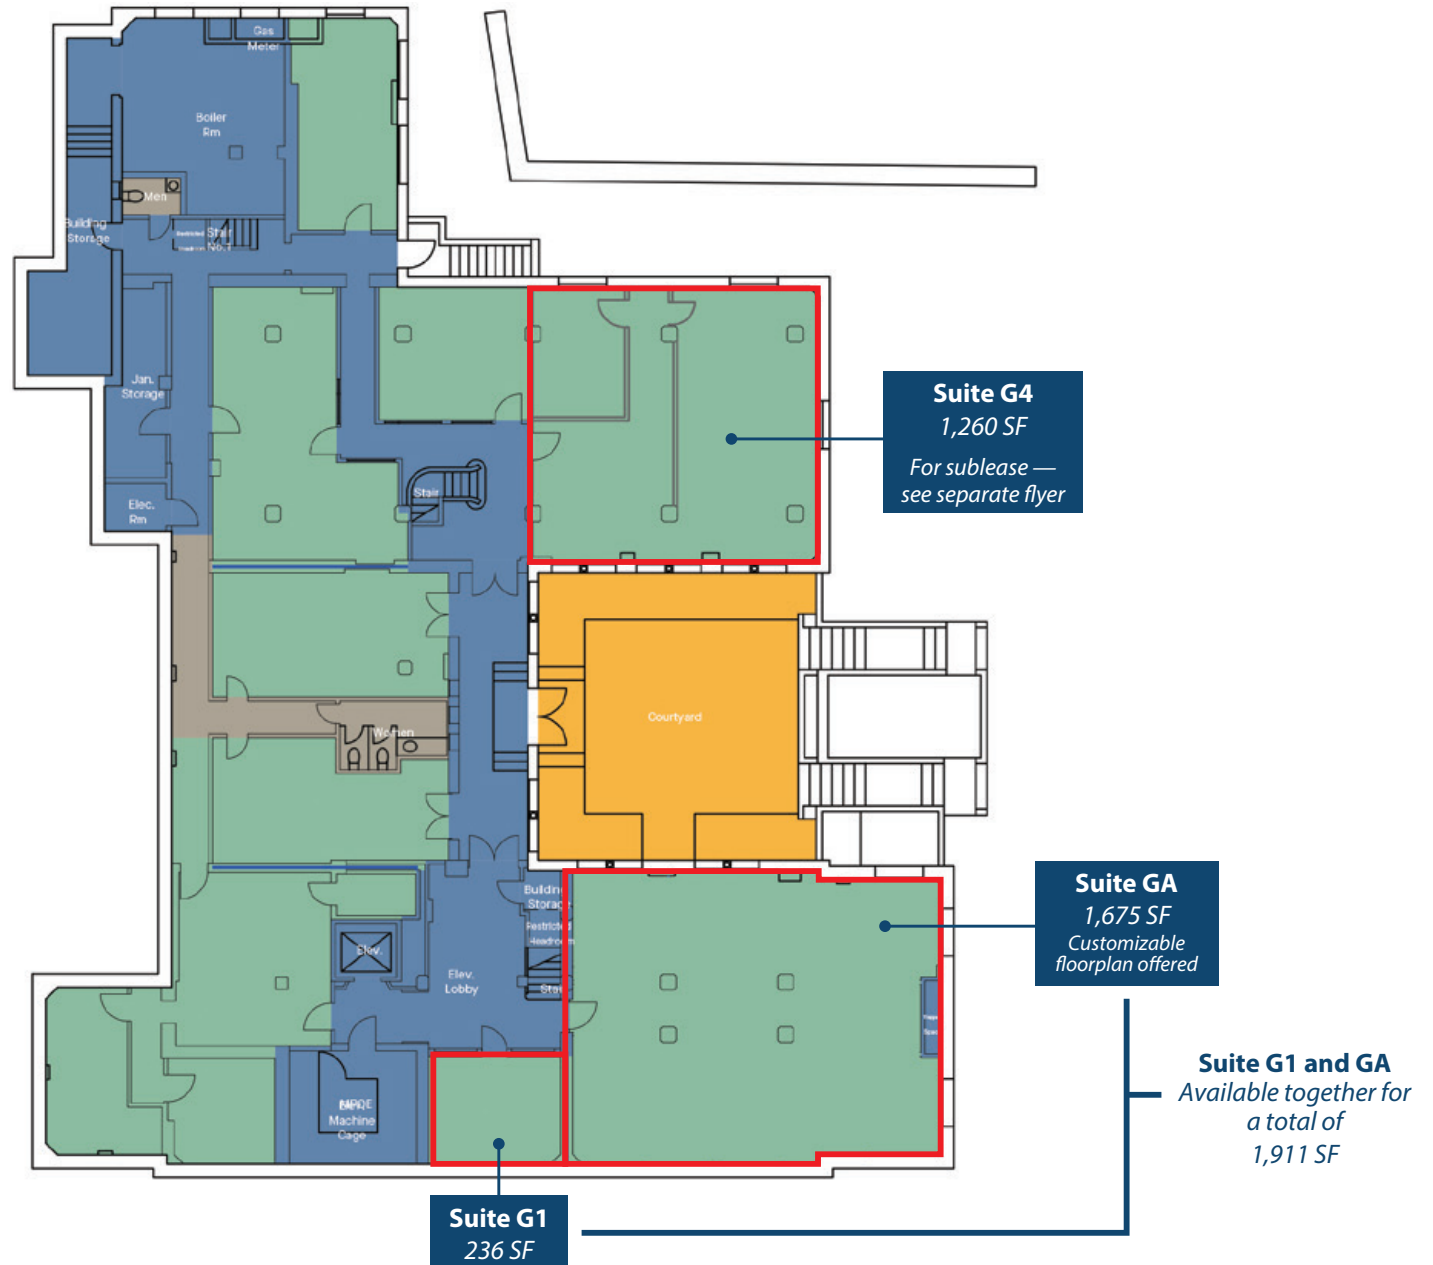 Gas
Meter
Boiler
Rm
Men
Building
Storage
Restricted
Stair
No.1
Jan.
Storage
Elec.
Rm
Stair
Suite G4
1,260 SF
For sublease —
see separate flyer
Courtyard
Women
Building
Storage
Restricted
Headroom
Elev.
Elev.
Lobby
Stair
Suite GA
1,675 SF
Customizable
floorplan offered
Machine
Cage
Suite G1 and GA
Available together for
a total of
1,911 SF
Suite G1
236 SF